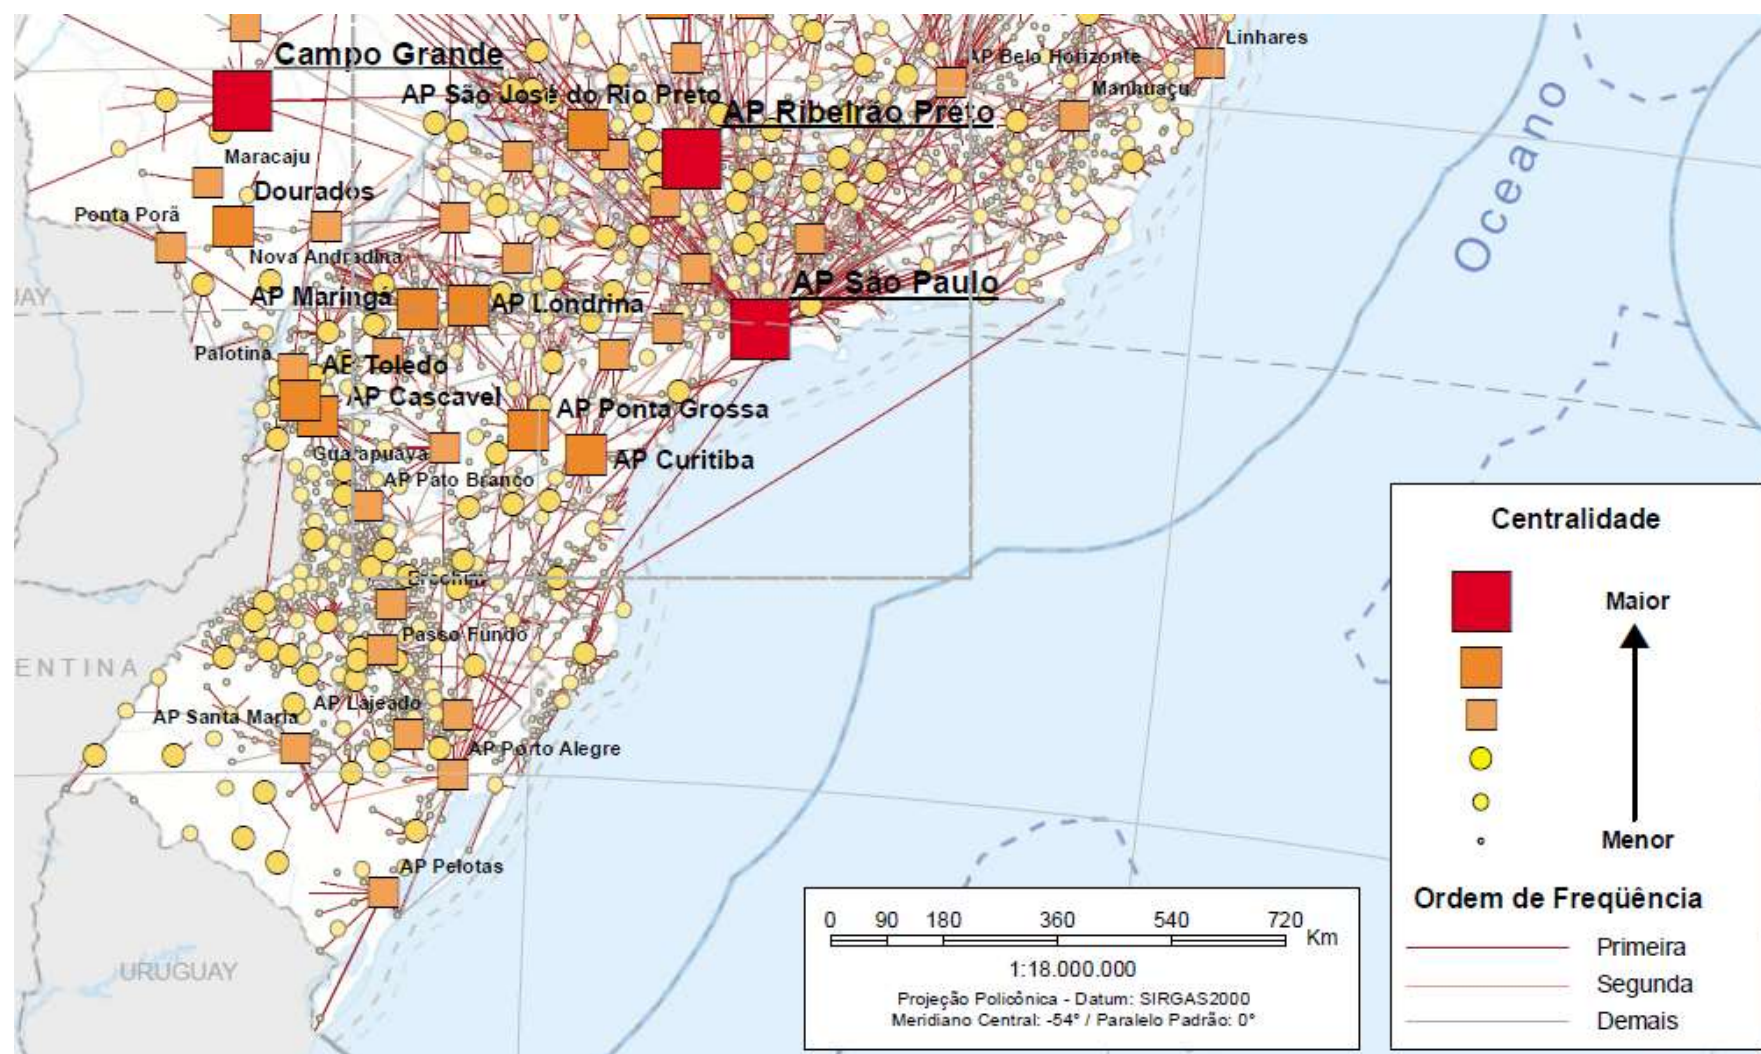 Linhares
Campo Grande
AP Belo Horizonte
Manhuaçu
AP São José do Rio Preto
AP Ribeirão Preto
Oceano
Maracaju
Dourados
Ponta Porã
Nova Andradina
AP Maringá
AP Londrina
AP São Paulo
UAY
Palotina
AP Toledo
AP Cascavel
AP Ponta Grossa
Guarapuava
AP Curitiba
AP Pato Branco
Erechim
Passo Fundo
ENTINA
AP Lajeado
AP Santa Maria
AP Porto Alegre
AP Pelotas
URUGUAY
Centralidade
Maior
Menor
Ordem de Freqüência
Primeira
Segunda
Demais
0 90 180 360 540 720
Km
1:18.000.000
Projeção Policônica - Datum: SIRGAS2000
Meridiano Central: -54° / Paralelo Padrão: 0°